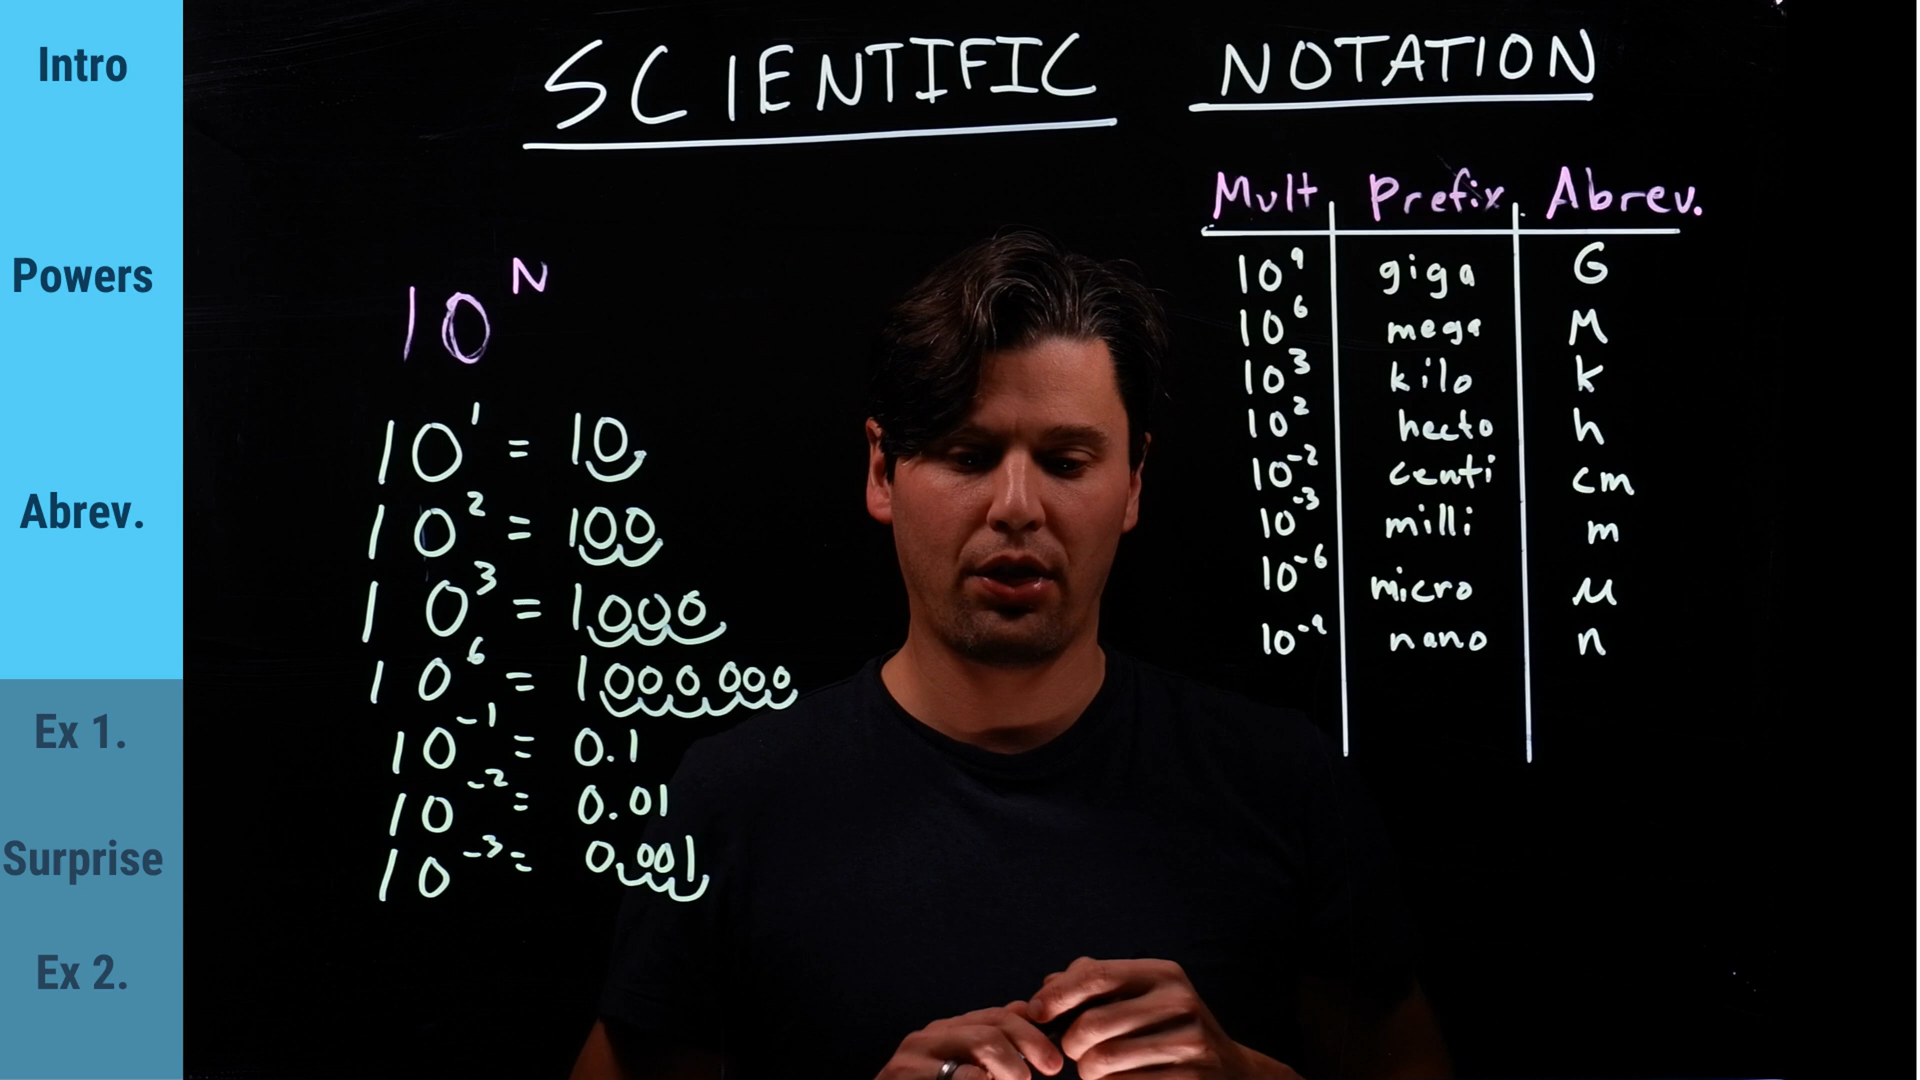 Intro
Powers
Abrev.
Ex 1.
Surprise
Ex 2.
SCIENTIFIC NOTATION
10^N
10^1 = 10
10^2 = 100
10^3 = 1000
10^6 = 1000000
10^-1 = 0.1
10^-2 = 0.01
10^-3 = 0.001
Mult Prefix Abrev.
10^9 giga G
10^6 mega M
10^3 kilo k
10^2 hecto h
10^-2 centi cm
10^-3 milli m
10^-6 micro μ
10^-9 nano n